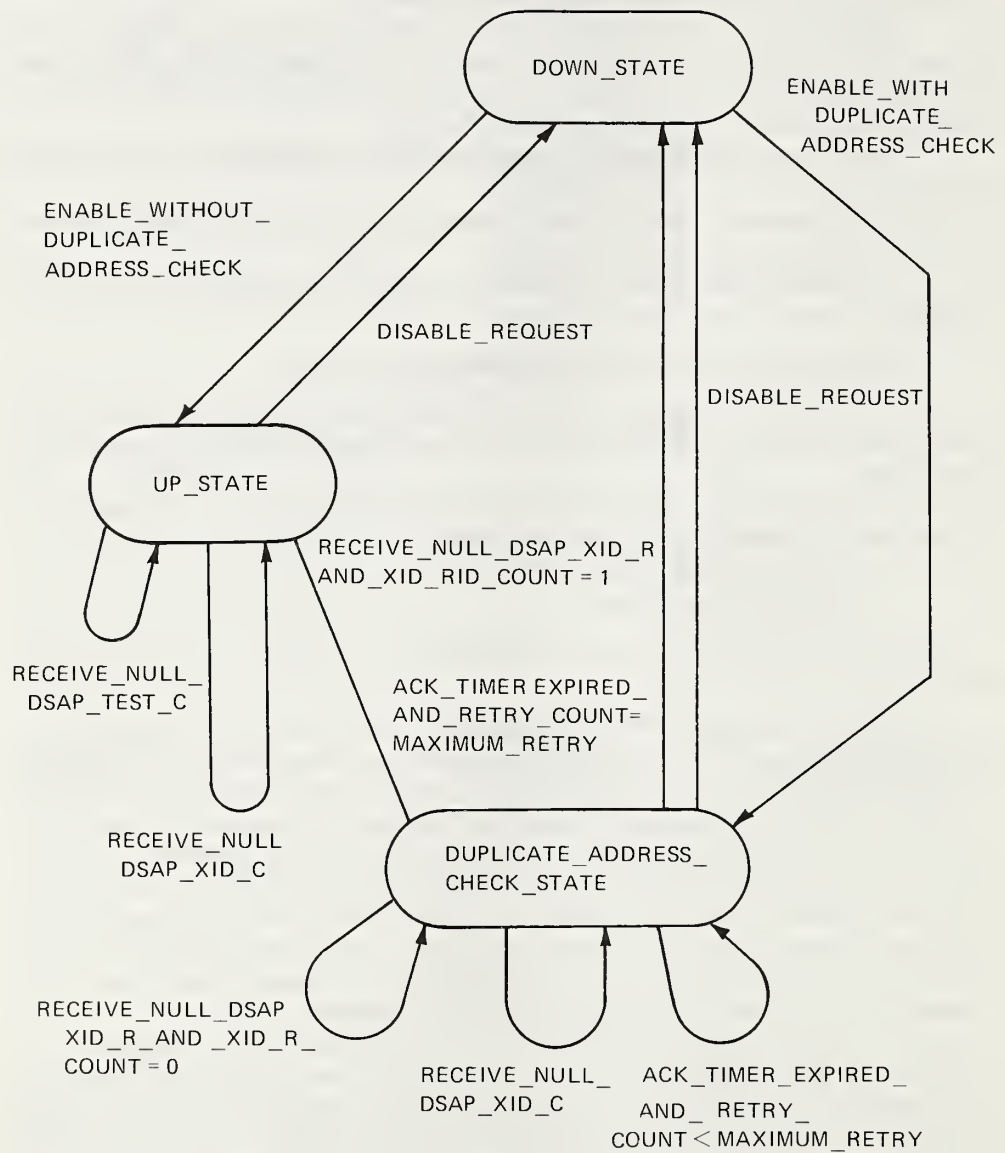 DOWN_STATE
ENABLE_WITH
DUPLICATE_
ADDRESS_CHECK
ENABLE_WITHOUT_
DUPLICATE_
ADDRESS_CHECK
DISABLE_REQUEST
DISABLE_REQUEST
UP_STATE
RECEIVE_NULL_DSAP_XID_R
AND_XID_RID_COUNT = 1
RECEIVE_NULL_
DSAP_TEST_C
ACK_TIMER EXPIRED_
AND_RETRY_COUNT=
MAXIMUM_RETRY
RECEIVE_NULL
DSAP_XID_C
DUPLICATE_ADDRESS_
CHECK_STATE
RECEIVE_NULL_DSAP
XID_R_AND _XID_R_
COUNT = 0
RECEIVE_NULL_
DSAP_XID_C
ACK_TIMER_EXPIRED_
AND_ RETRY_
COUNT < MAXIMUM_RETRY